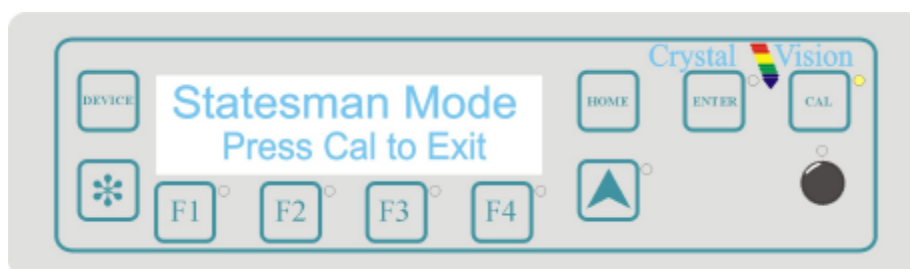 Crystal Vision
DEVICE
Statesman Mode
Press Cal to Exit
HOME
ENTER
CAL
F1
F2
F3
F4